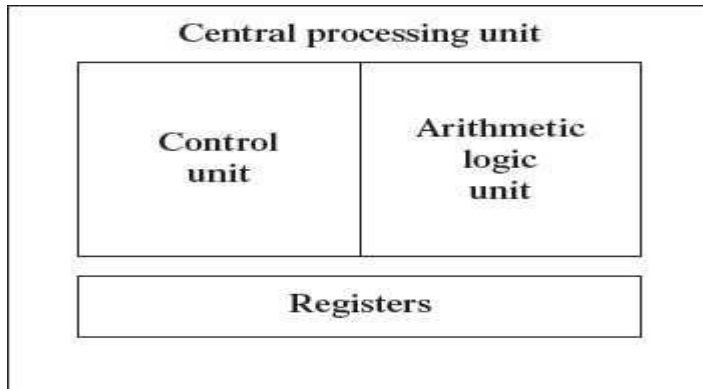 Central processing unit
Control
unit
Arithmetic
logic
unit
Registers